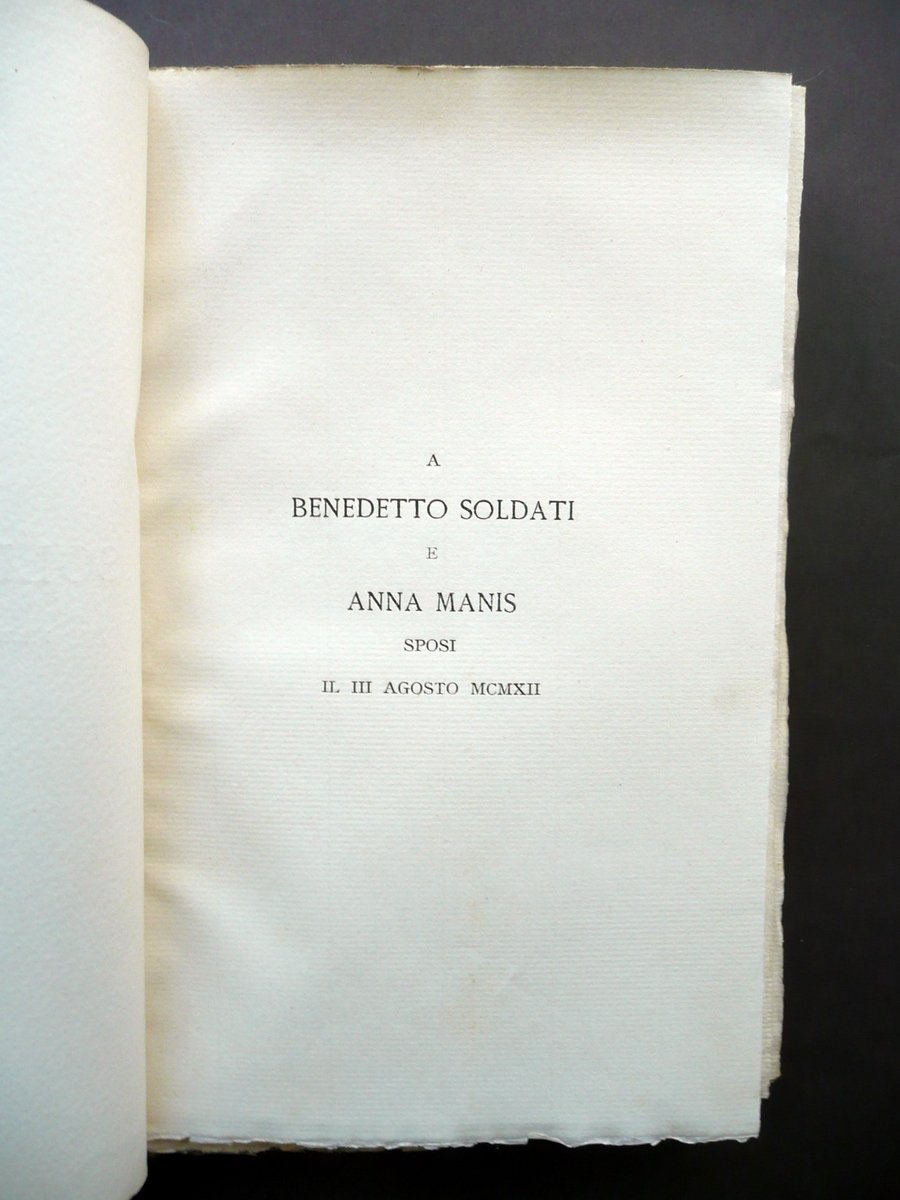 A
BENEDETTO SOLDATI
E
ANNA MANIS
SPOSI
IL III AGOSTO MCMXII